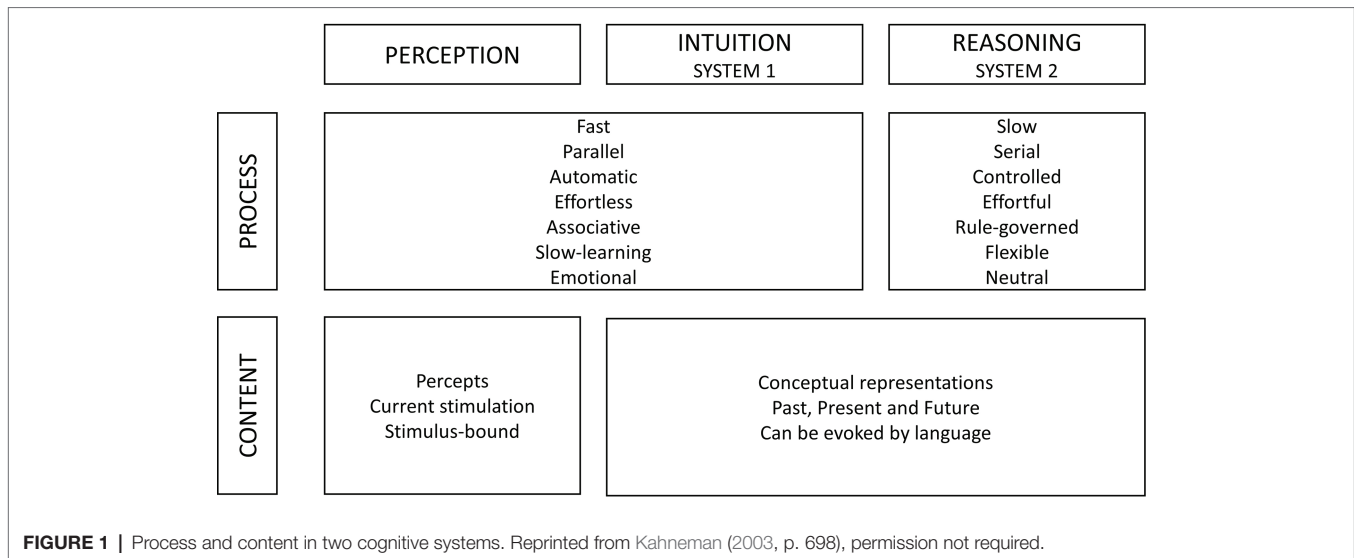 PERCEPTION
INTUITION
SYSTEM 1
REASONING
SYSTEM 2
PROCESS
Fast
Parallel
Automatic
Effortless
Associative
Slow-learning
Emotional
Slow
Serial
Controlled
Effortful
Rule-governed
Flexible
Neutral
CONTENT
Percepts
Current stimulation
Stimulus-bound
Conceptual representations
Past, Present and Future
Can be evoked by language
FIGURE 1 | Process and content in two cognitive systems. Reprinted from Kahneman (2003, p. 698), permission not required.